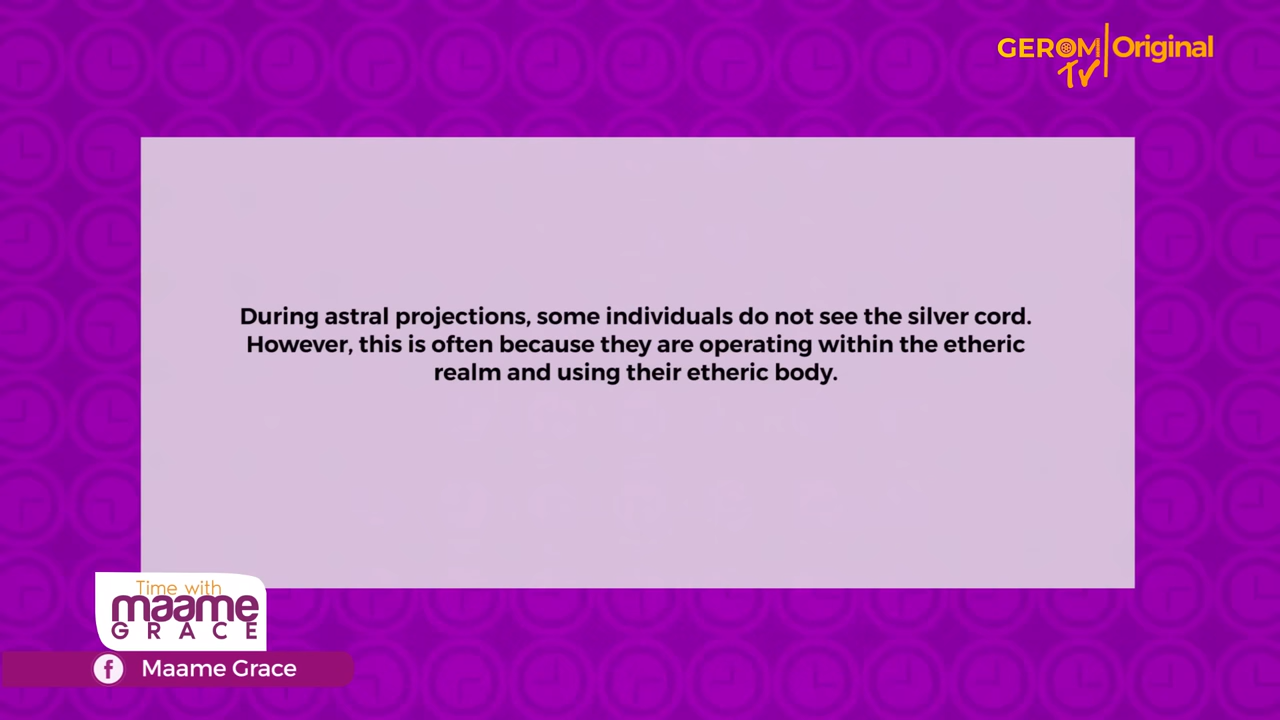 GEROM TV | Original
During astral projections, some individuals do not see the silver cord.
However, this is often because they are operating within the etheric
realm and using their etheric body.
Time with
maame
GRACE
f Maame Grace